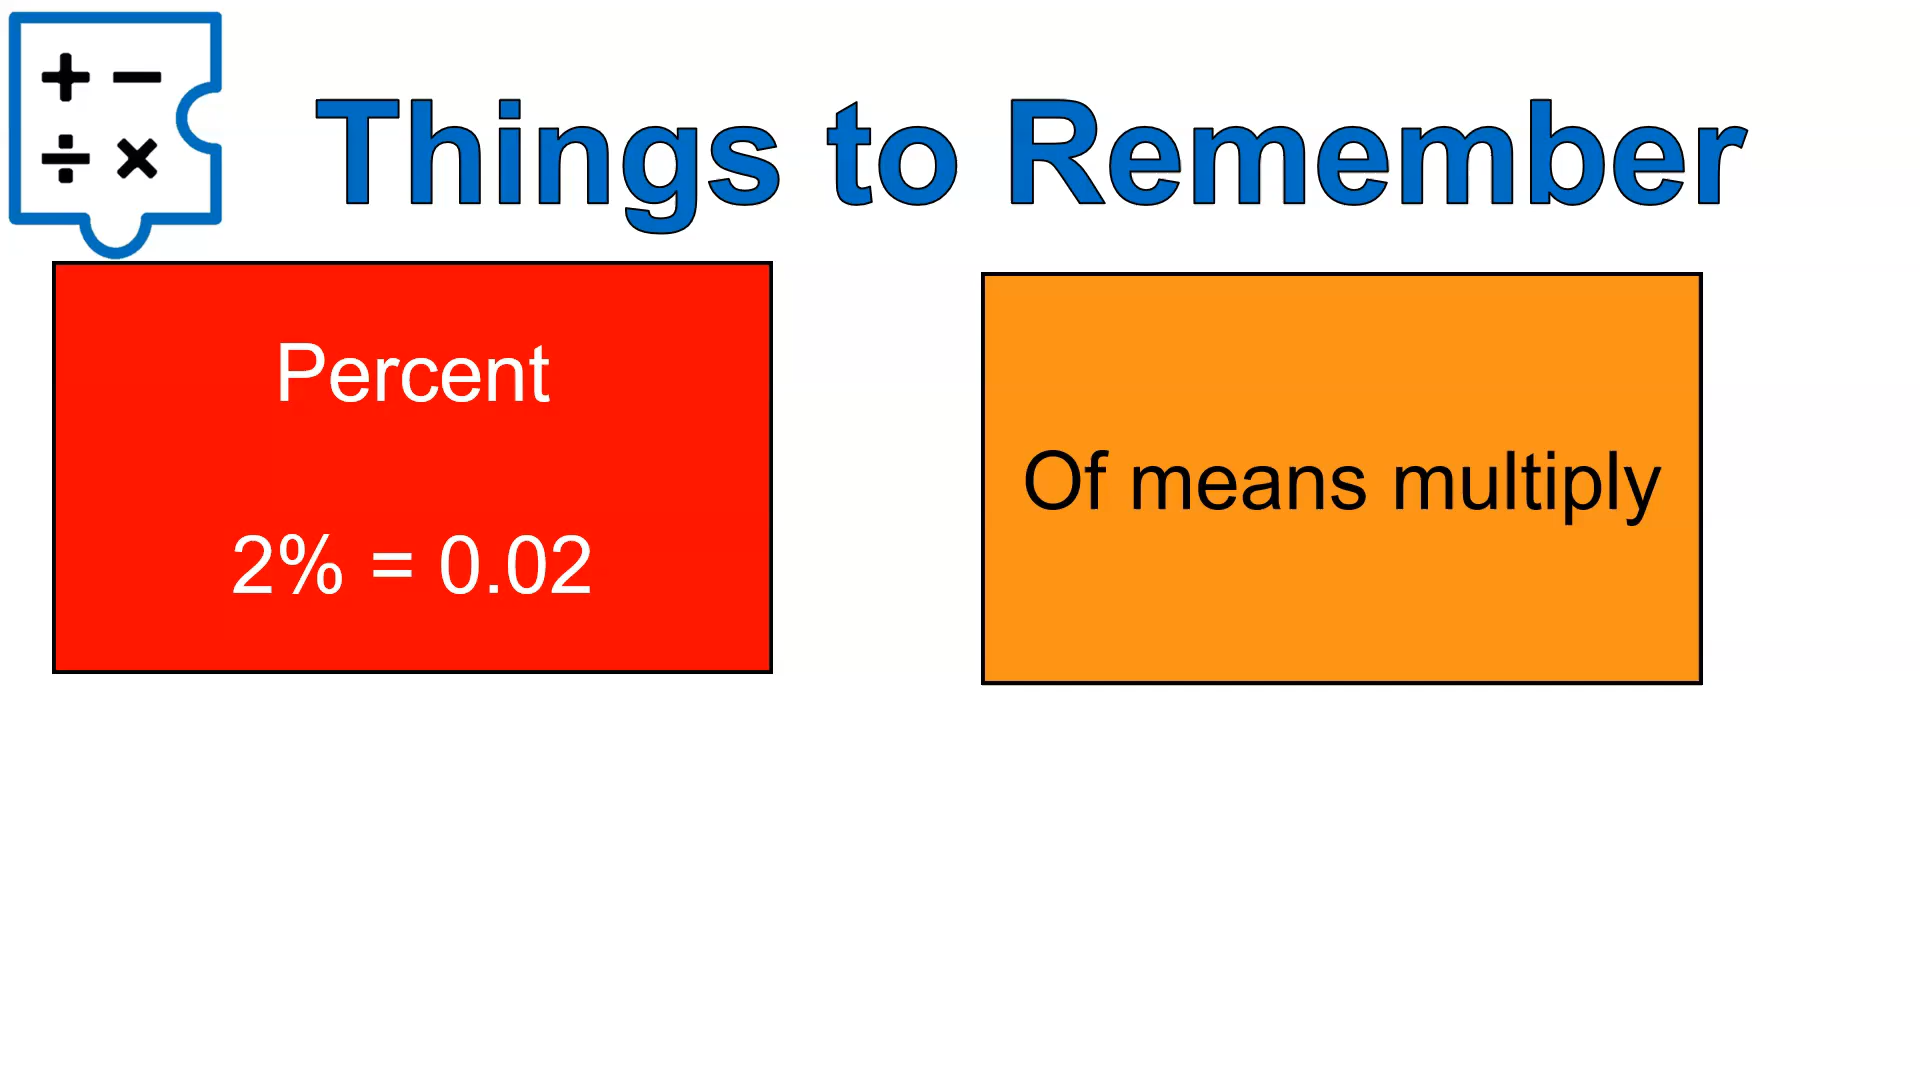 + −
÷ ×
Things to Remember
Percent
2% = 0.02
Of means multiply